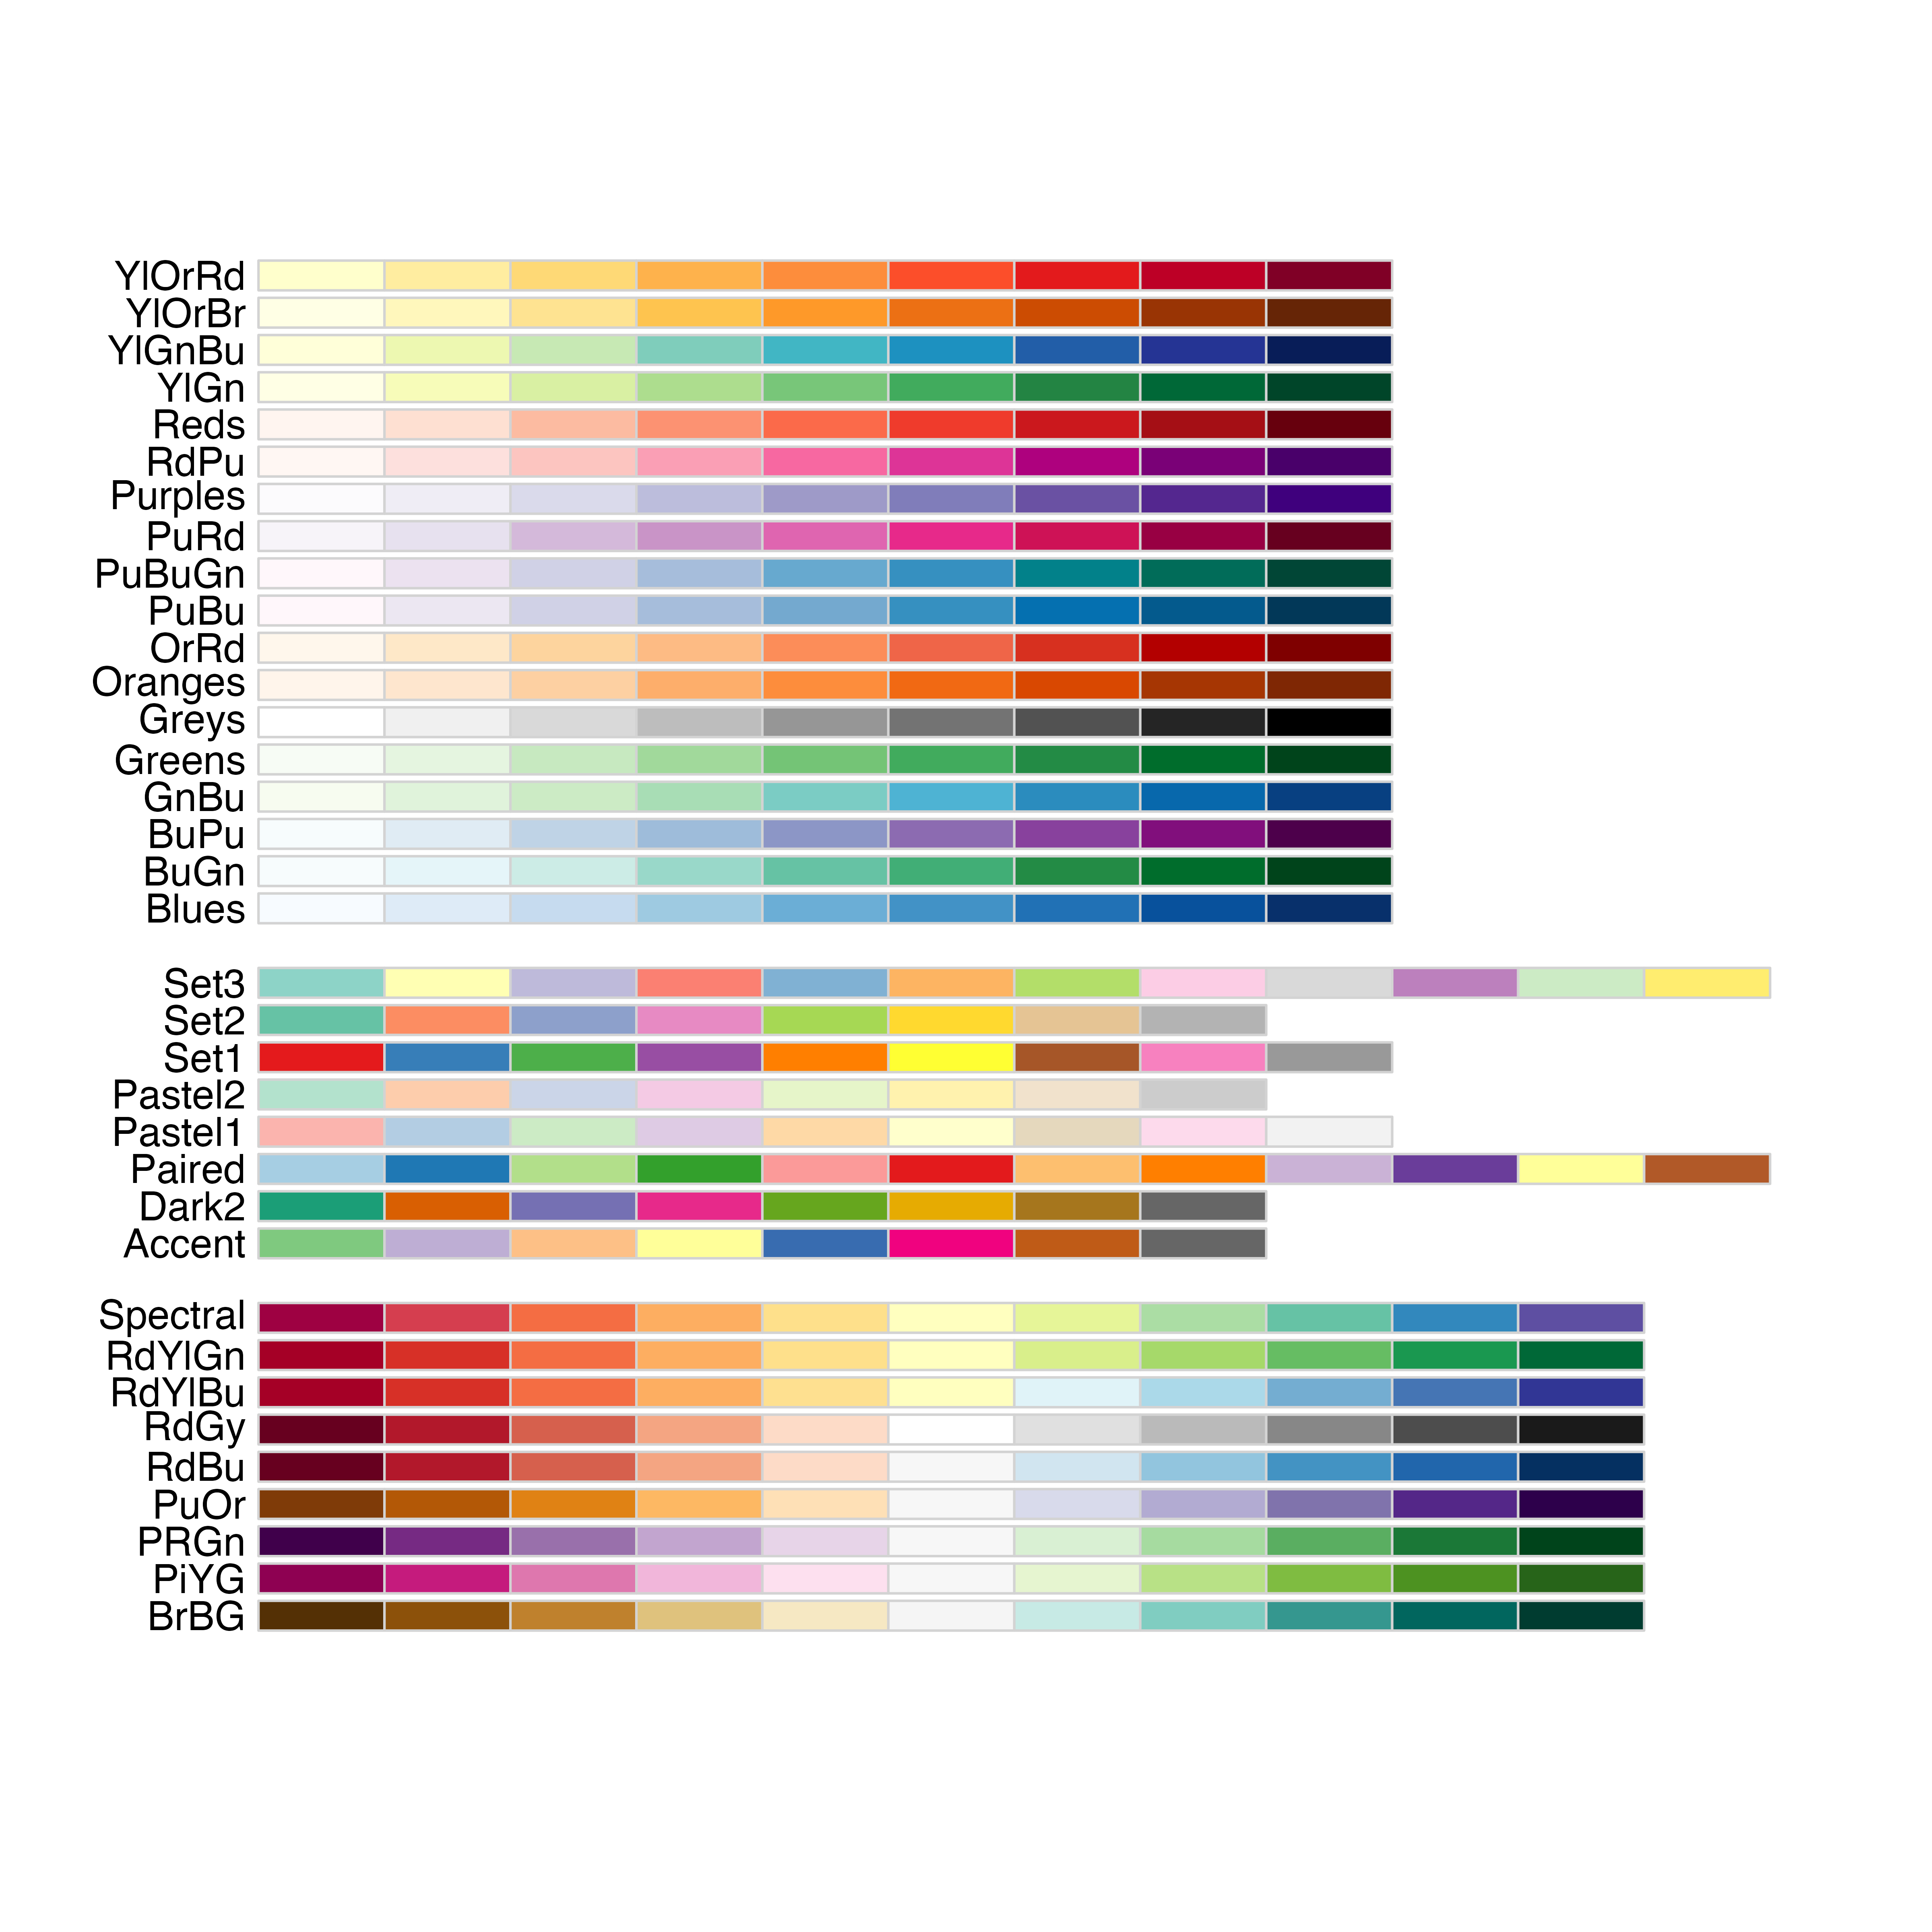 YlOrRd
YlOrBr
YlGnBu
YlGn
Reds
RdPu
Purples
PuRd
PuBuGn
PuBu
OrRd
Oranges
Greys
Greens
GnBu
BuPu
BuGn
Blues
Set3
Set2
Set1
Pastel2
Pastel1
Paired
Dark2
Accent
Spectral
RdYlGn
RdYlBu
RdGy
RdBu
PuOr
PRGn
PiYG
BrBG